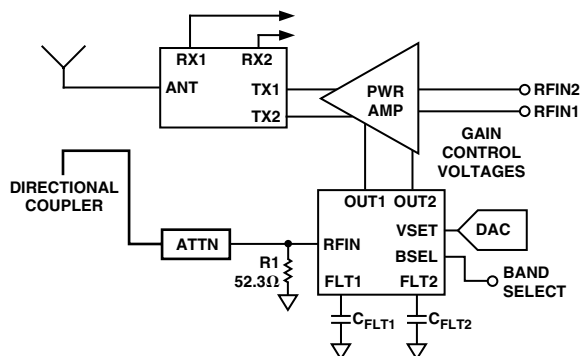 RX1
RX2
ANT
TX1
TX2
PWR
AMP
RFIN2
RFIN1
GAIN
CONTROL
VOLTAGES
DIRECTIONAL
COUPLER
ATTN
R1
52.3Ω
OUT1 OUT2
RFIN
VSET
BSEL
FLT1 FLT2
DAC
BAND
SELECT
CFLT1
CFLT2